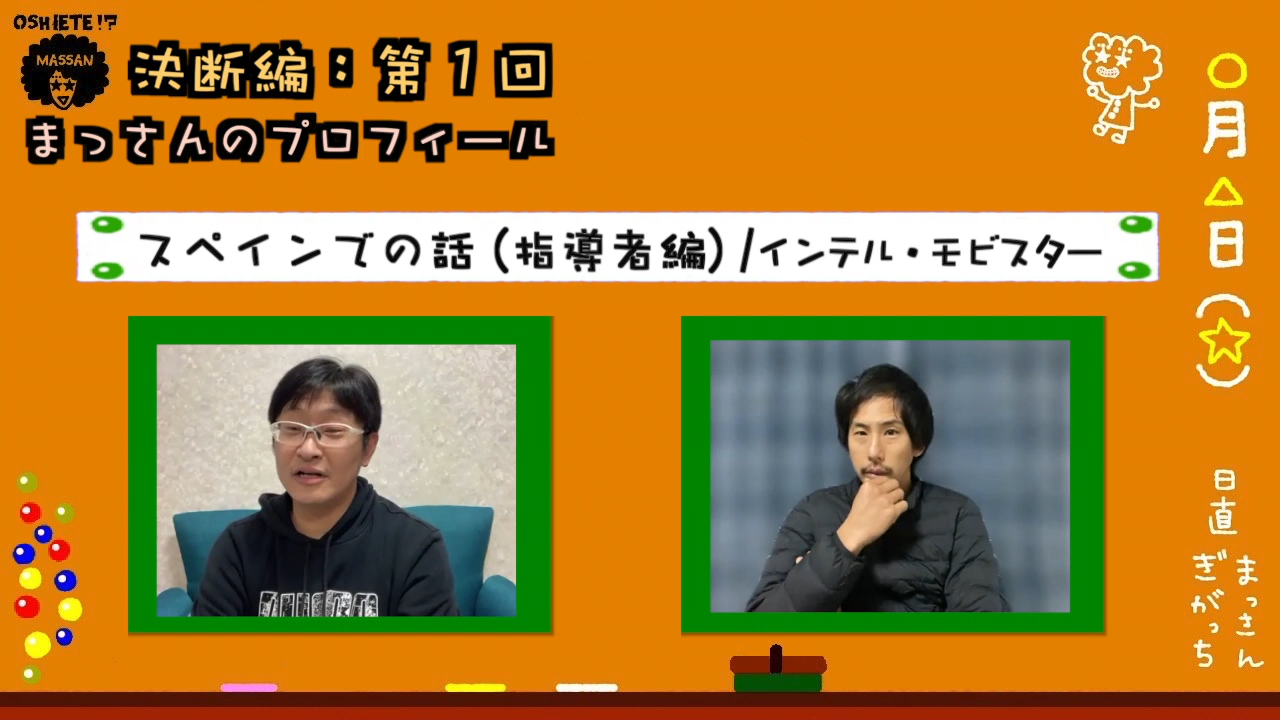 OSHIETE!?
MASSAN
決断編：第1回
まっさんのプロフィール
スペインでの話(指導者編)/インテル・モビスター
○月△日(☆)
日直
まっさん
ぎがっち